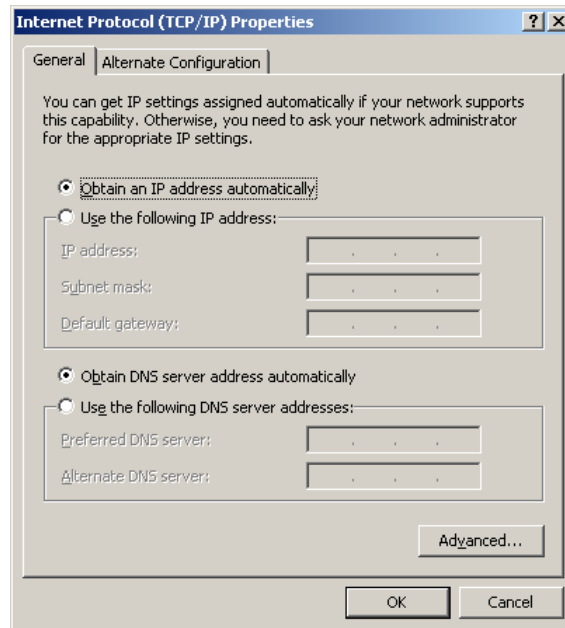 Internet Protocol (TCP/IP) Properties
General
Alternate Configuration
You can get IP settings assigned automatically if your network supports
this capability. Otherwise, you need to ask your network administrator
for the appropriate IP settings.
Obtain an IP address automatically
Use the following IP address:
IP address:
Subnet mask:
Default gateway:
Obtain DNS server address automatically
Use the following DNS server addresses:
Preferred DNS server:
Alternate DNS server:
Advanced...
OK
Cancel